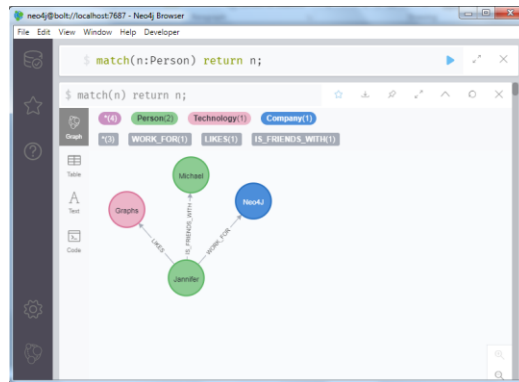 neo4j@bolt://localhost:7687 - Neo4j Browser
File Edit View Window Help Developer
$ match(n:Person) return n;
$ match(n) return n;
Graph
*(4) Person(2) Technology(1) Company(1)
*(3) WORK_FOR(1) LIKES(1) IS_FRIENDS_WITH(1)
Table
Text
Code
Michael
Graphs
Neo4J
LIKES
IS_FRIENDS_WITH
WORK_FOR
Jannifer